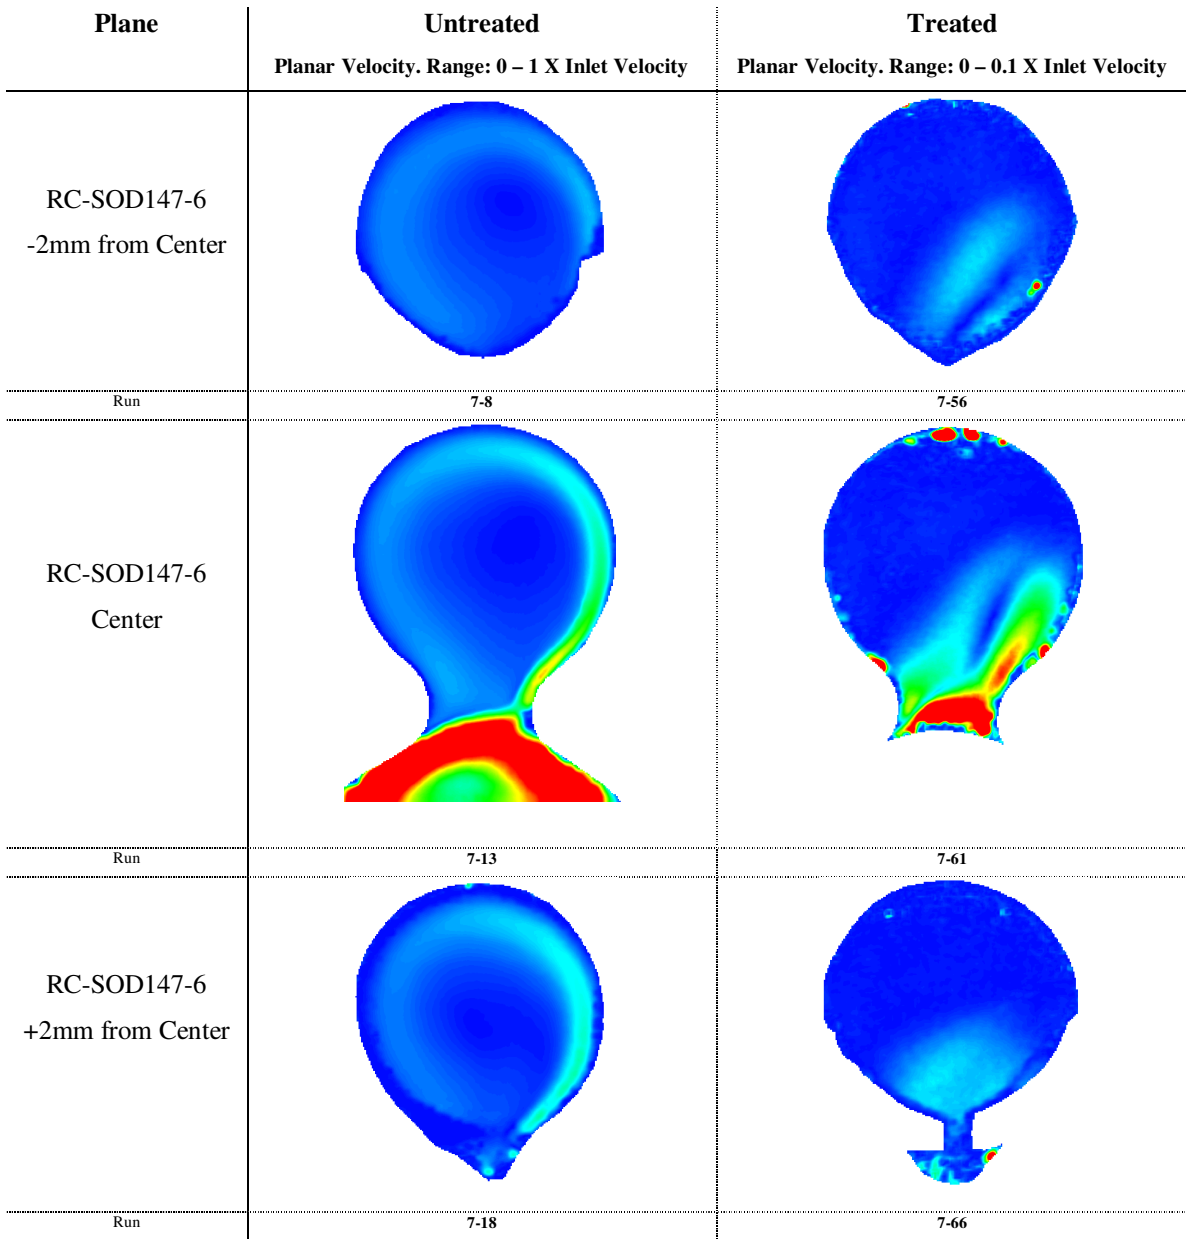 Plane
Untreated
Treated
Planar Velocity. Range: 0 – 1 X Inlet Velocity
Planar Velocity. Range: 0 – 0.1 X Inlet Velocity
RC-SOD147-6
-2mm from Center
Run
7-8
7-56
RC-SOD147-6
Center
Run
7-13
7-61
RC-SOD147-6
+2mm from Center
Run
7-18
7-66